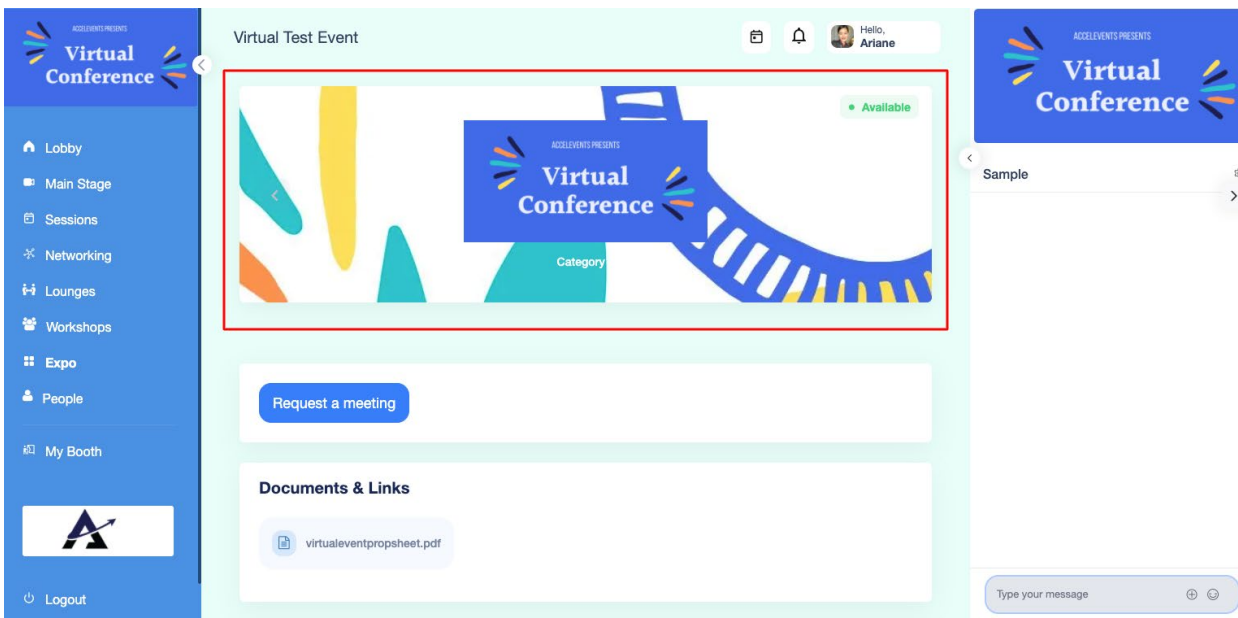 ACCELEVENTS PRESENTS
Virtual
Conference
Lobby
Main Stage
Sessions
Networking
Lounges
Workshops
Expo
People
My Booth
Logout
Virtual Test Event
Hello,
Ariane
Available
ACCELEVENTS PRESENTS
Virtual
Conference
Category
Request a meeting
Documents & Links
virtualeventpropsheet.pdf
ACCELEVENTS PRESENTS
Virtual
Conference
Sample
Type your message